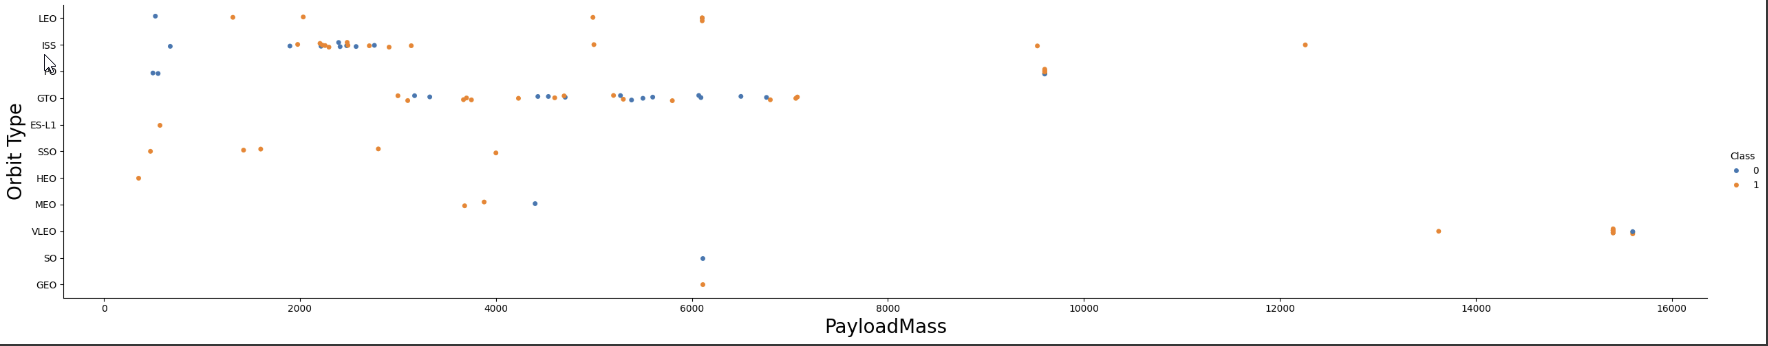 Orbit Type
LEO
ISS
GTO
ES-L1
SSO
HEO
MEO
VLEO
SO
GEO
0
2000
4000
6000
8000
10000
12000
14000
16000
PayloadMass
Class
0
1